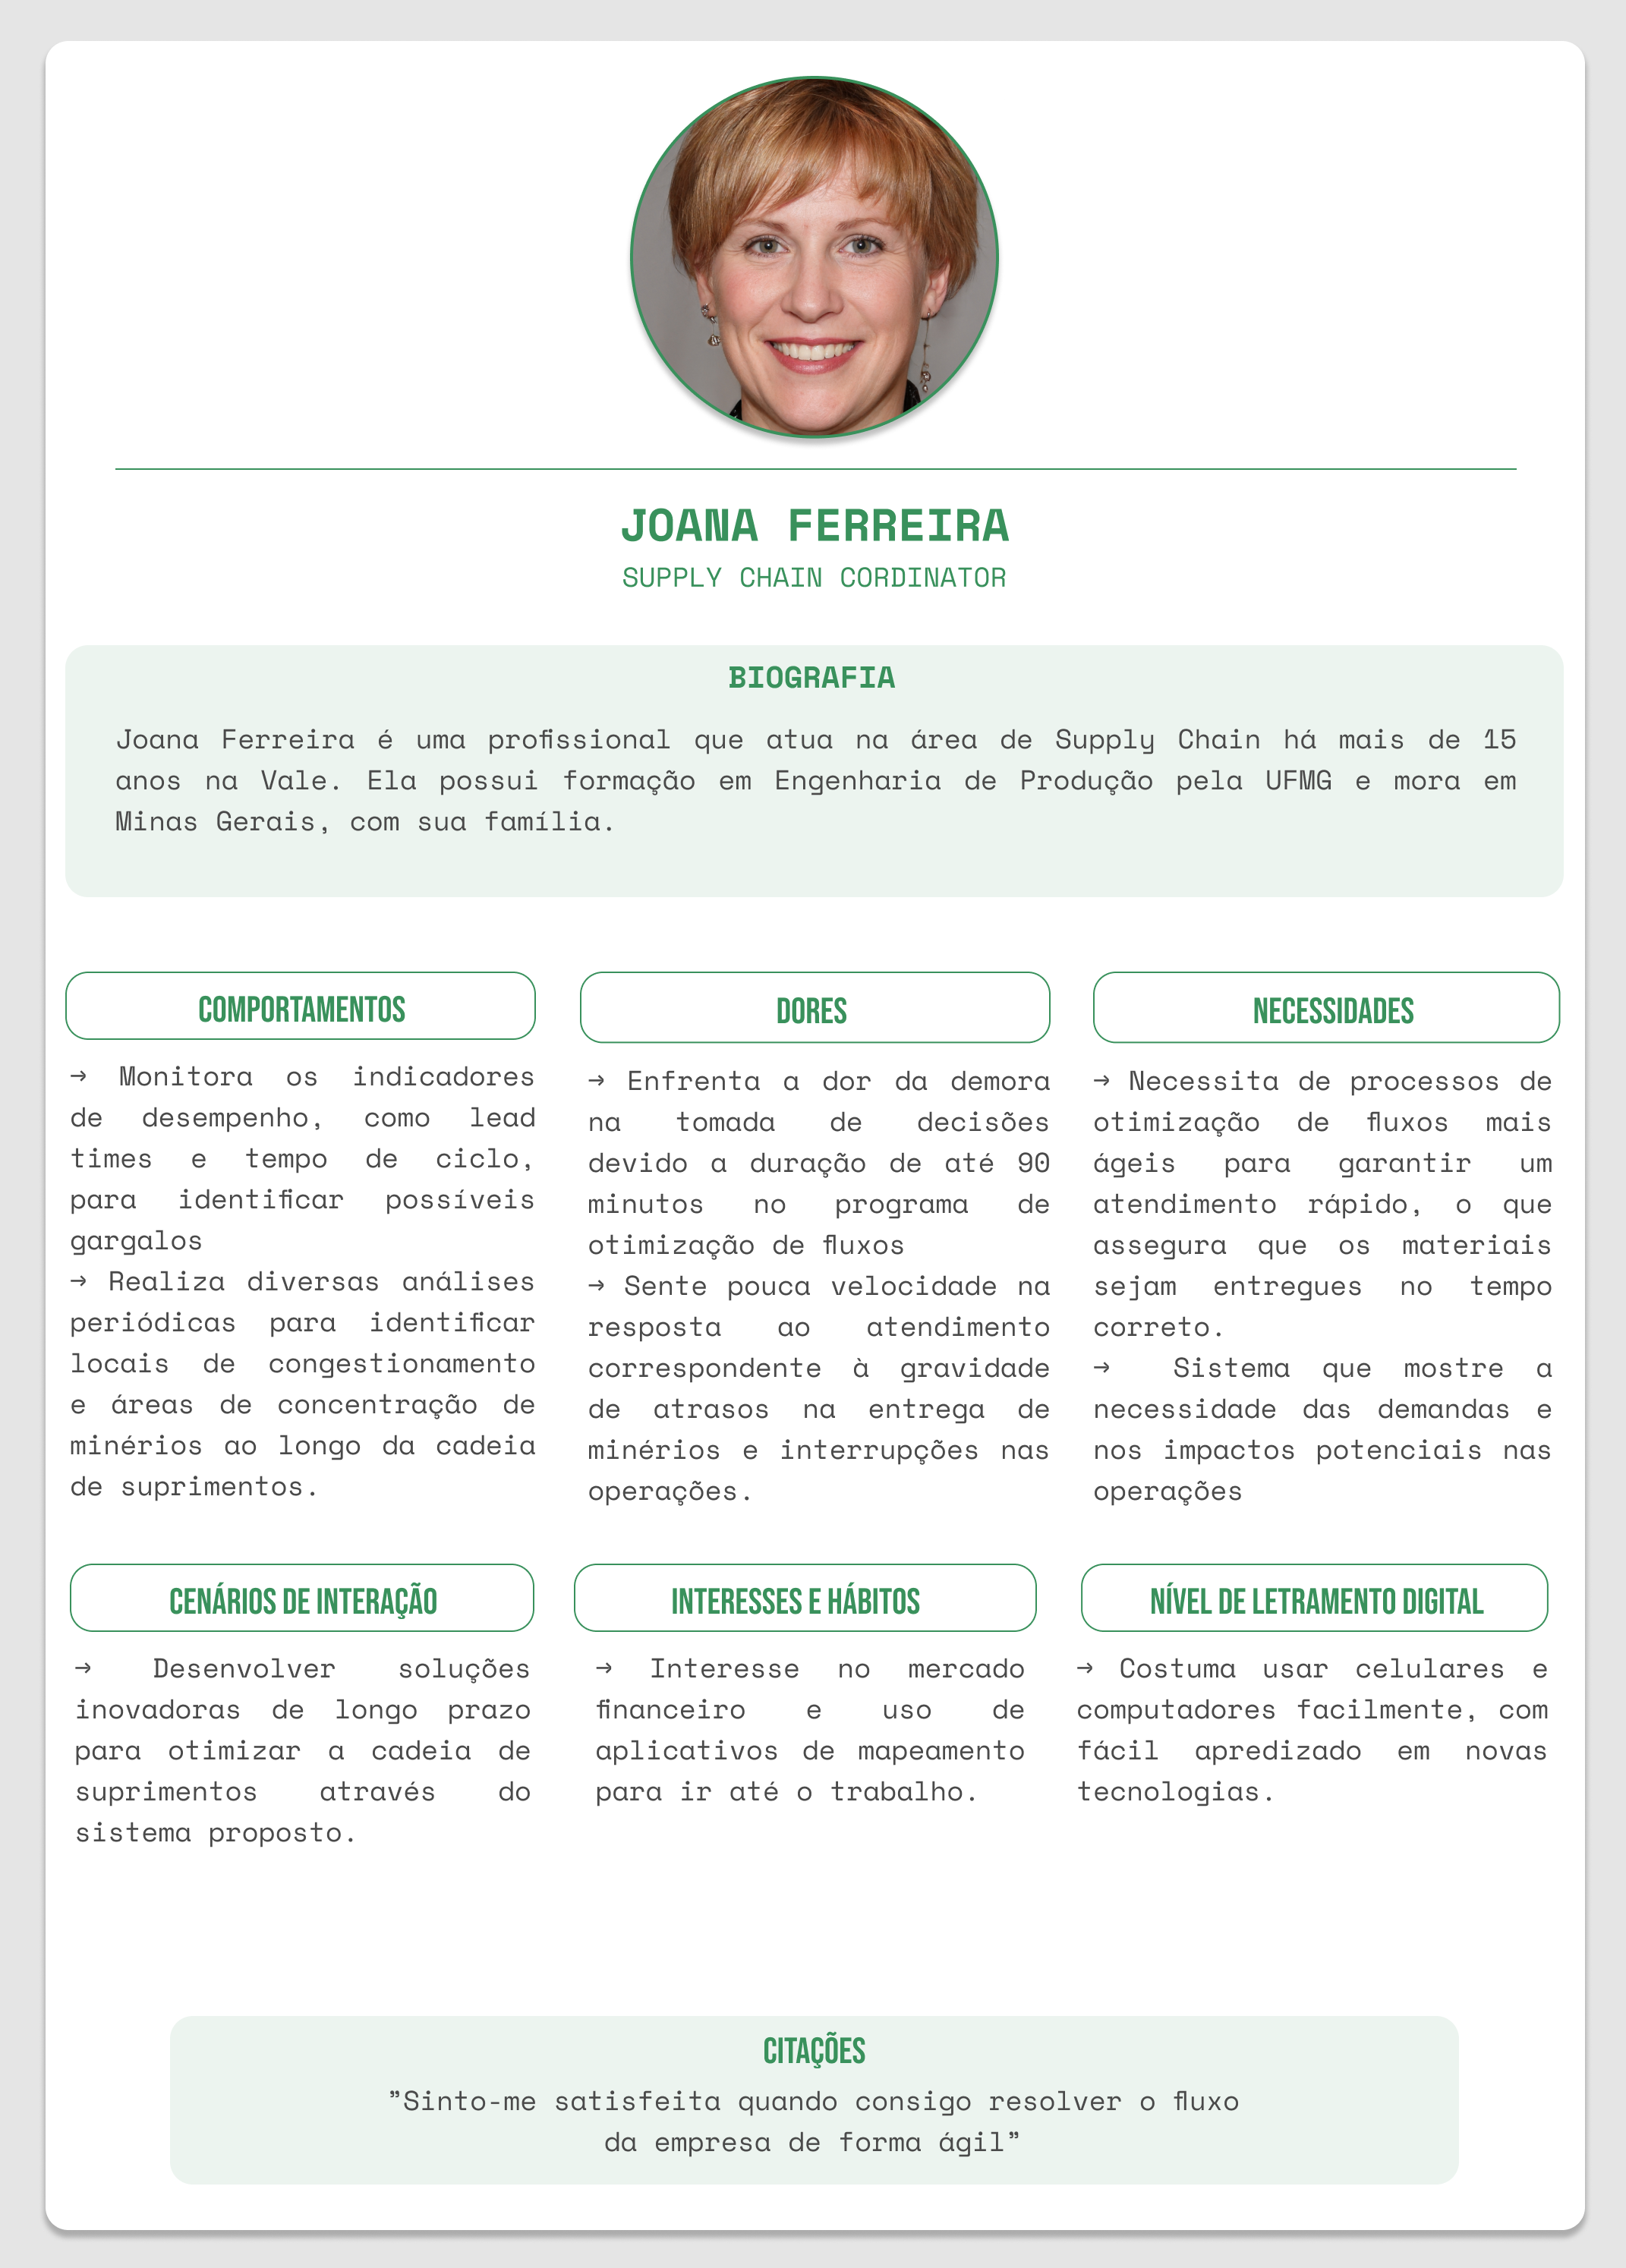 JOANA FERREIRA
SUPPLY CHAIN CORDINATOR
BIOGRAFIA
Joana Ferreira é uma profissional que atua na área de Supply Chain há mais de 15
anos na Vale. Ela possui formação em Engenharia de Produção pela UFMG e mora em
Minas Gerais, com sua família.
COMPORTAMENTOS
→ Monitora os indicadores
de desempenho, como lead
times e tempo de ciclo,
para identificar possíveis
gargalos
→ Realiza diversas análises
periódicas para identificar
locais de congestionamento
e áreas de concentração de
minérios ao longo da cadeia
de suprimentos.
DORES
→ Enfrenta a dor da demora
na tomada de decisões
devido a duração de até 90
minutos no programa de
otimização de fluxos
→ Sente pouca velocidade na
resposta ao atendimento
correspondente à gravidade
de atrasos na entrega de
minérios e interrupções nas
operações.
NECESSIDADES
→ Necessita de processos de
otimização de fluxos mais
ágeis para garantir um
atendimento rápido, o que
assegura que os materiais
sejam entregues no tempo
correto.
→ Sistema que mostre a
necessidade das demandas e
nos impactos potenciais nas
operações
CENÁRIOS DE INTERAÇÃO
→ Desenvolver soluções
inovadoras de longo prazo
para otimizar a cadeia de
suprimentos através do
sistema proposto.
INTERESSES E HÁBITOS
→ Interesse no mercado
financeiro e uso de
aplicativos de mapeamento
para ir até o trabalho.
NÍVEL DE LETRAMENTO DIGITAL
→ Costuma usar celulares e
computadores facilmente, com
fácil apredizado em novas
tecnologias.
CITAÇÕES
”Sinto-me satisfeita quando consigo resolver o fluxo
da empresa de forma ágil”